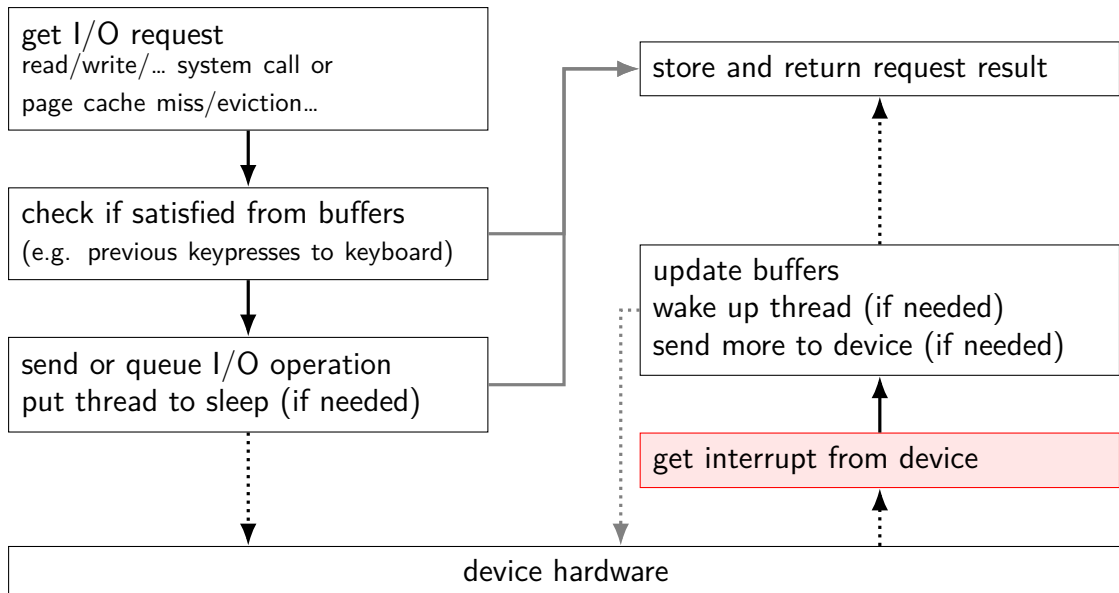 get I/O request
read/write/… system call or
page cache miss/eviction…
check if satisfied from buffers
(e.g. previous keypresses to keyboard)
send or queue I/O operation
put thread to sleep (if needed)
store and return request result
update buffers
wake up thread (if needed)
send more to device (if needed)
get interrupt from device
device hardware